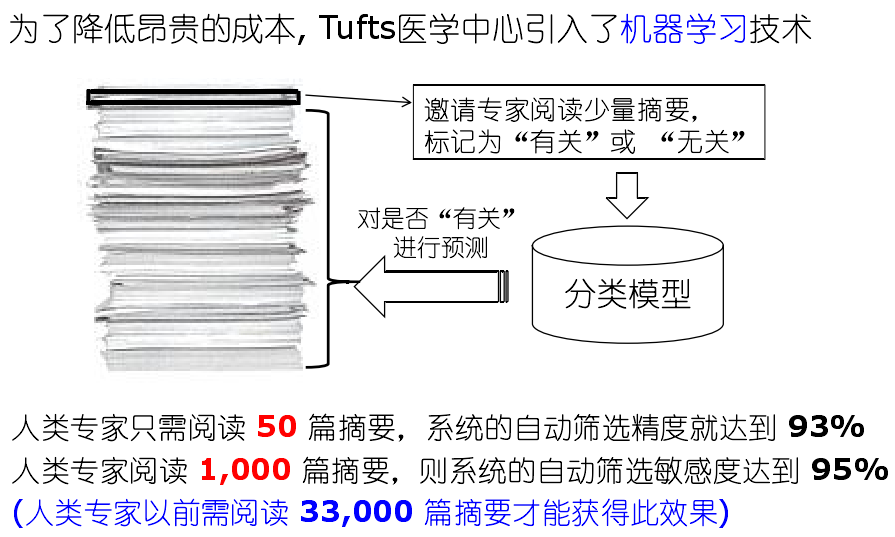 为了降低昂贵的成本, Tufts医学中心引入了机器学习技术
邀请专家阅读少量摘要，
标记为“有关”或 “无关”
对是否“有关”
进行预测
分类模型
人类专家只需阅读 50 篇摘要，系统的自动筛选精度就达到 93%
人类专家阅读 1,000 篇摘要，则系统的自动筛选敏感度达到 95%
(人类专家以前需阅读 33,000 篇摘要才能获得此效果)